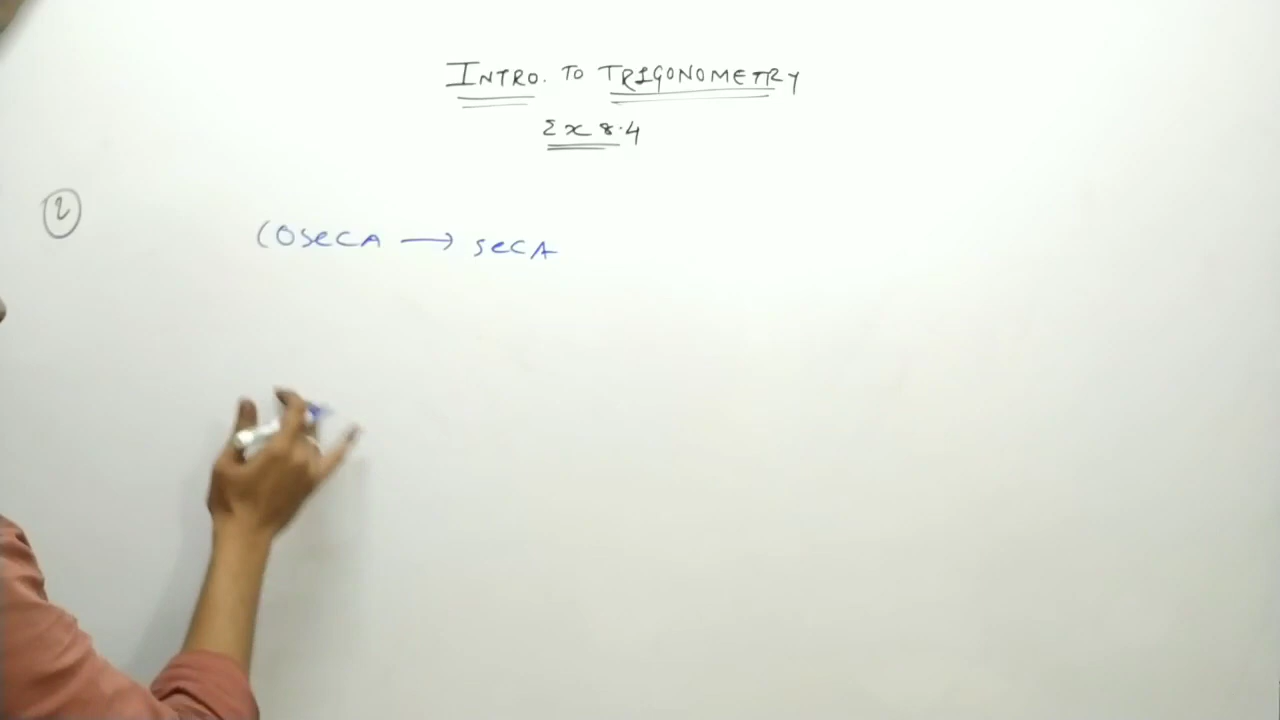 INTRO. TO TRIGONOMETRY
Ex 8.4
2
cosecA → secA